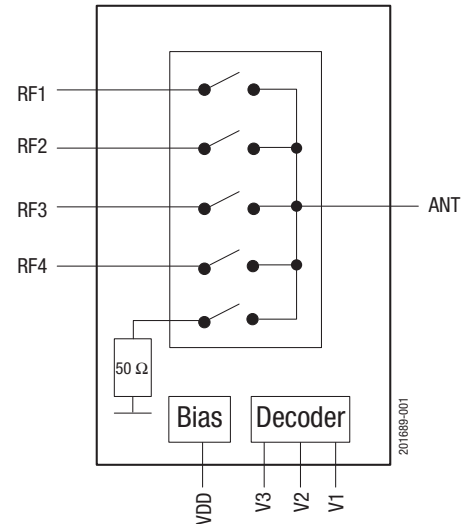 RF1
RF2
RF3
RF4
ANT
50 Ω
Bias
Decoder
VDD
V3
V2
V1
201689-001